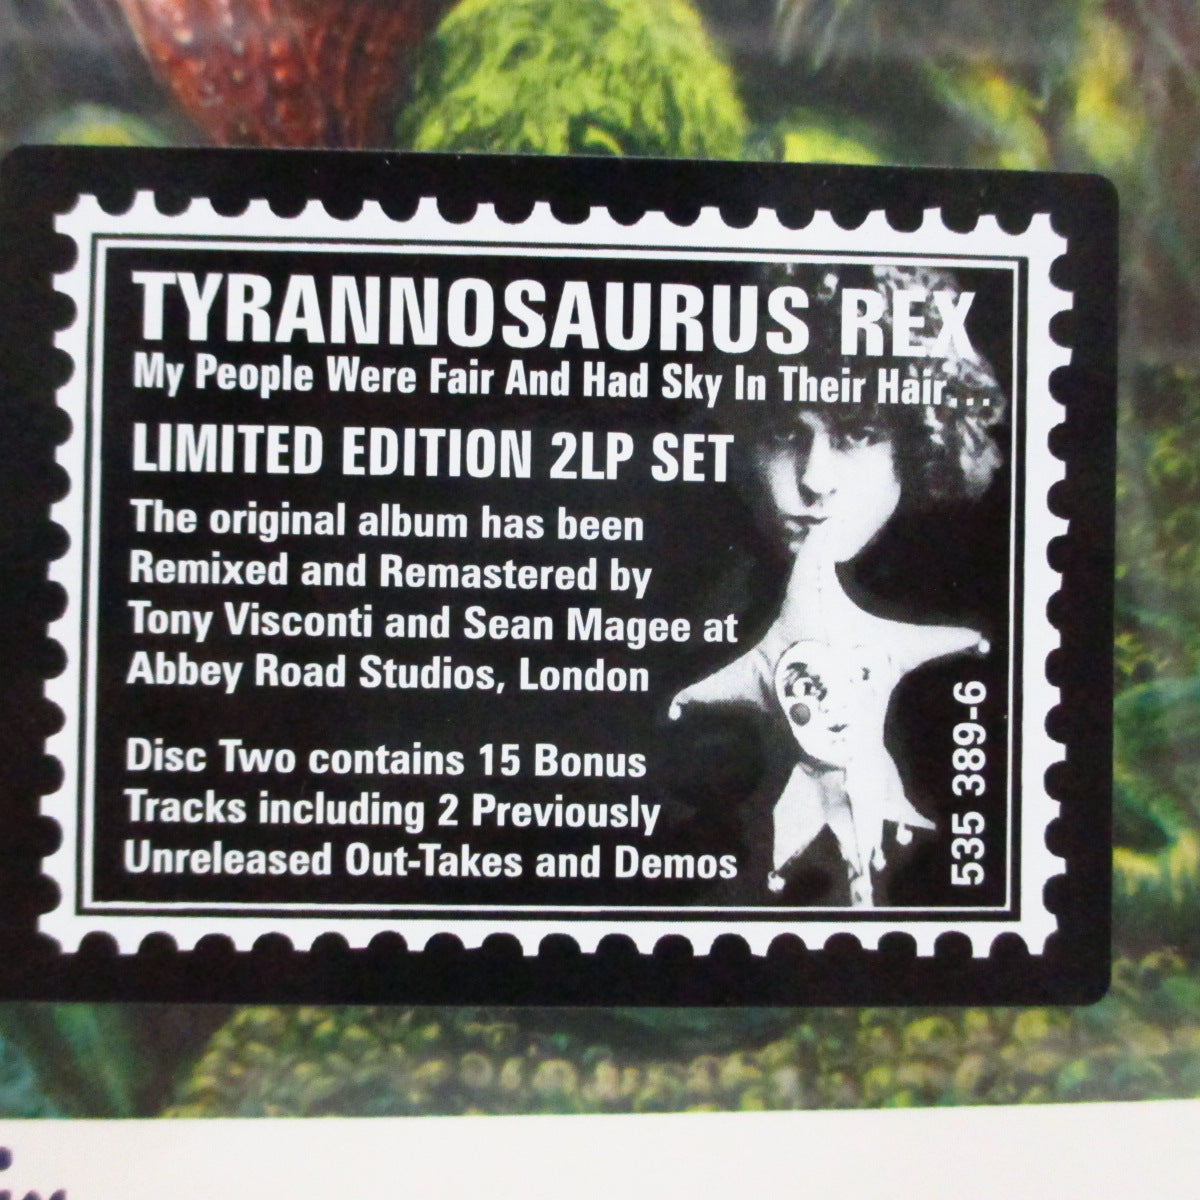 TYRANNOSAURUS REX
My People Were Fair And Had Sky In Their Hair...
LIMITED EDITION 2LP SET
The original album has been
Remixed and Remastered by
Tony Visconti and Sean Magee at
Abbey Road Studios, London
Disc Two contains 15 Bonus
Tracks including 2 Previously
Unreleased Out-Takes and Demos
535 389-6